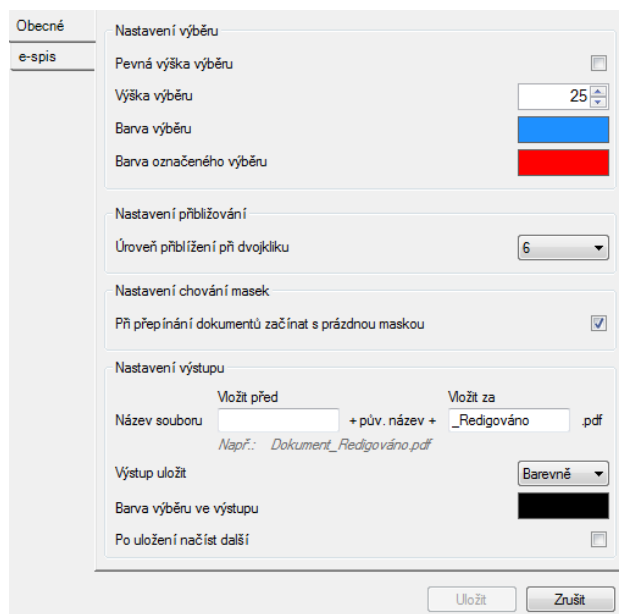 Obecné
e-spis
Nastavení výběru
Pevná výška výběru
Výška výběru 25
Barva výběru
Barva označeného výběru
Nastavení přibližování
Úroveň přiblížení při dvojkliku 6
Nastavení chování masek
Při přepínání dokumentů začínat s prázdnou maskou
Nastavení výstupu
Vložit před Vložit za
Název souboru + pův. název + _Redigováno .pdf
Např.: Dokument_Redigováno.pdf
Výstup uložit Barevně
Barva výběru ve výstupu
Po uložení načíst další
Uložit Zrušit